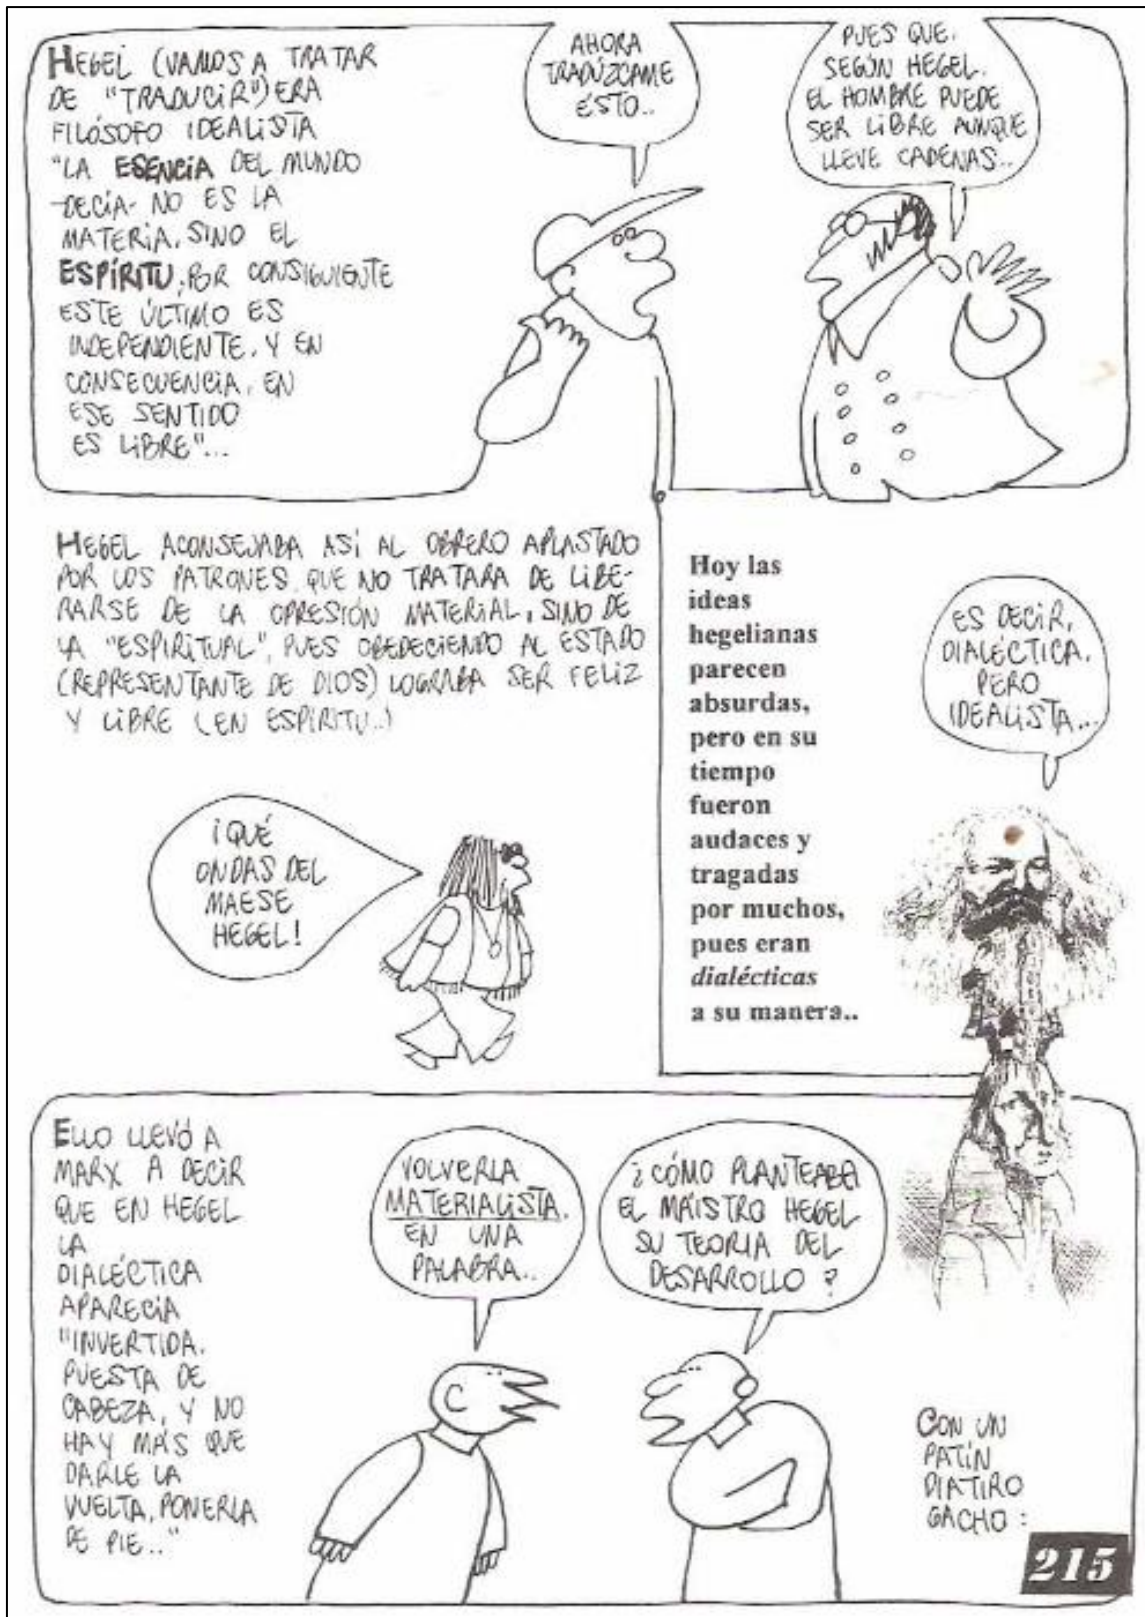 HEGEL (VAMOS A TRATAR
DE "TRADUCIR") ERA
FILÓSOFO IDEALISTA
"LA ESENCIA DEL MUNDO
-DECÍA- NO ES LA
MATERIA, SINO EL
ESPÍRITU, POR CONSIGUIENTE
ESTE ÚLTIMO ES
INDEPENDIENTE, Y EN
CONSECUENCIA, EN
ESE SENTIDO
ES LIBRE"...
AHORA
TRADÚZCAME
ÉSTO..
PUES QUE,
SEGÚN HEGEL,
EL HOMBRE PUEDE
SER LIBRE AUNQUE
LLEVE CADENAS..
HEGEL ACONSEJABA ASÍ AL OBRERO APLASTADO
POR LOS PATRONES, QUE NO TRATARA DE LIBE-
RARSE DE LA OPRESIÓN MATERIAL, SINO DE
LA "ESPIRITUAL", PUES OBEDECIENDO AL ESTADO
(REPRESENTANTE DE DIOS) LOGRABA SER FELIZ
Y LIBRE (EN ESPÍRITU..)
¡QUÉ
ONDAS DEL
MAESE
HEGEL!
Hoy las
ideas
hegelianas
parecen
absurdas,
pero en su
tiempo
fueron
audaces y
tragadas
por muchos,
pues eran
dialécticas
a su manera..
ES DECIR,
DIALÉCTICA,
PERO
IDEALISTA...
ELLO LLEVÓ A
MARX A DECIR
QUE EN HEGEL
LA
DIALÉCTICA
APARECÍA
"INVERTIDA,
PUESTA DE
CABEZA, Y NO
HAY MÁS QUE
DARLE LA
VUELTA, PONERLA
DE PIE.."
VOLVERLA
MATERIALISTA,
EN UNA
PALABRA..
¿CÓMO PLANTEABA
EL MÁISTRO HEGEL
SU TEORÍA DEL
DESARROLLO?
CON UN
PATÍN
DIATIRO
GACHO:
215